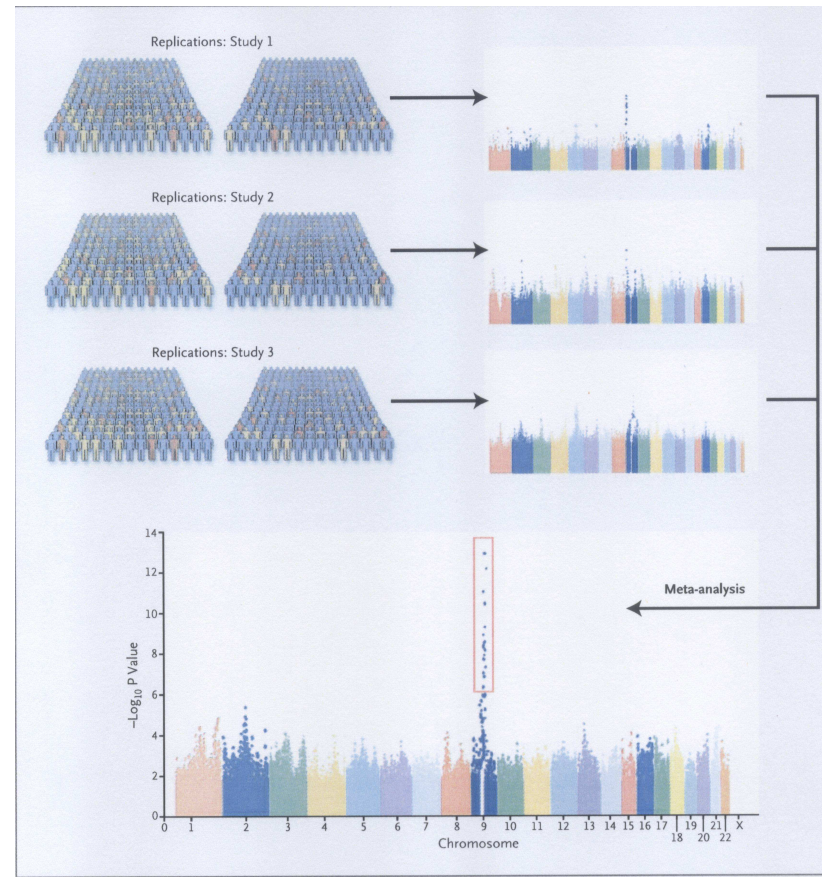 Replications: Study 1
Replications: Study 2
Replications: Study 3
Meta-analysis
14
12
10
8
6
4
2
0
–Log10 P Value
0 1 2 3 4 5 6 7 8 9 10 11 12 13 14 15 16 17 18 19 20 21 22 X
Chromosome